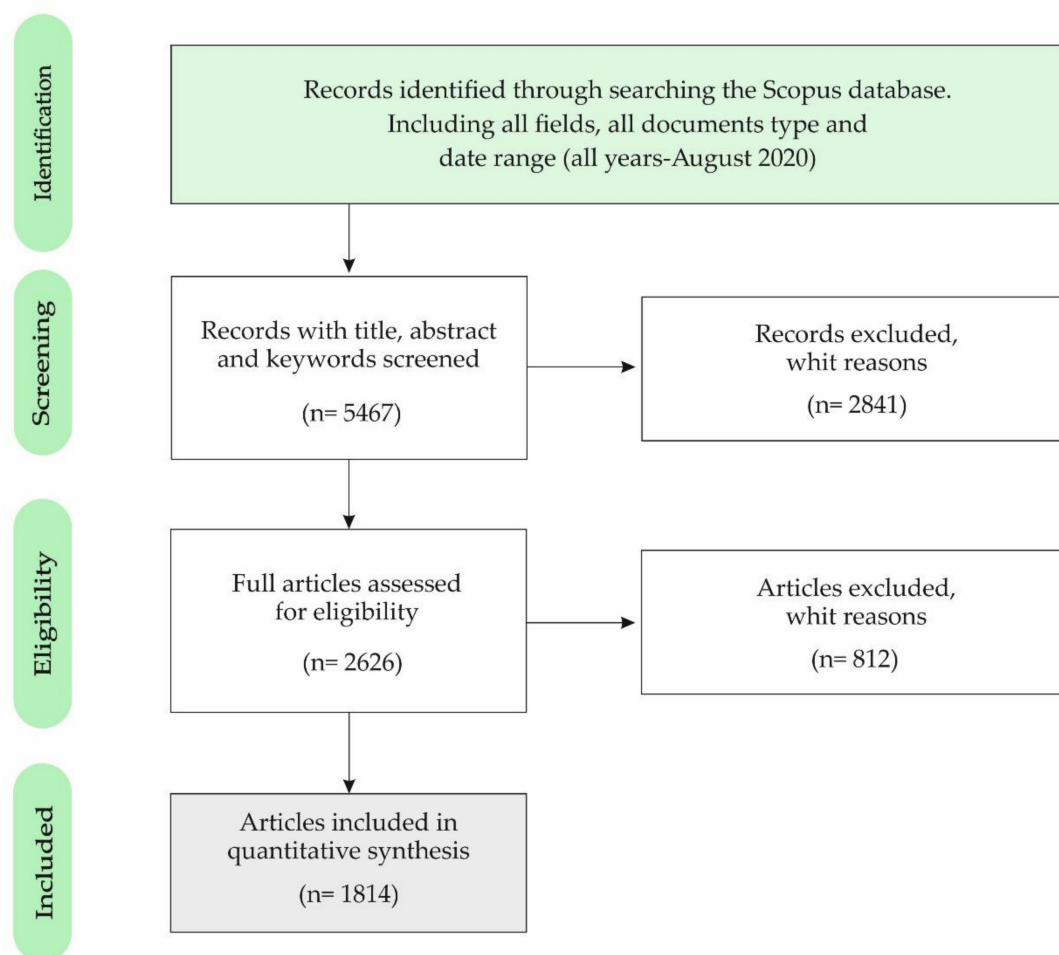 Identification
Records identified through searching the Scopus database.
Including all fields, all documents type and
date range (all years-August 2020)
Screening
Records with title, abstract
and keywords screened
(n= 5467)
Records excluded,
whit reasons
(n= 2841)
Eligibility
Full articles assessed
for eligibility
(n= 2626)
Articles excluded,
whit reasons
(n= 812)
Included
Articles included in
quantitative synthesis
(n= 1814)